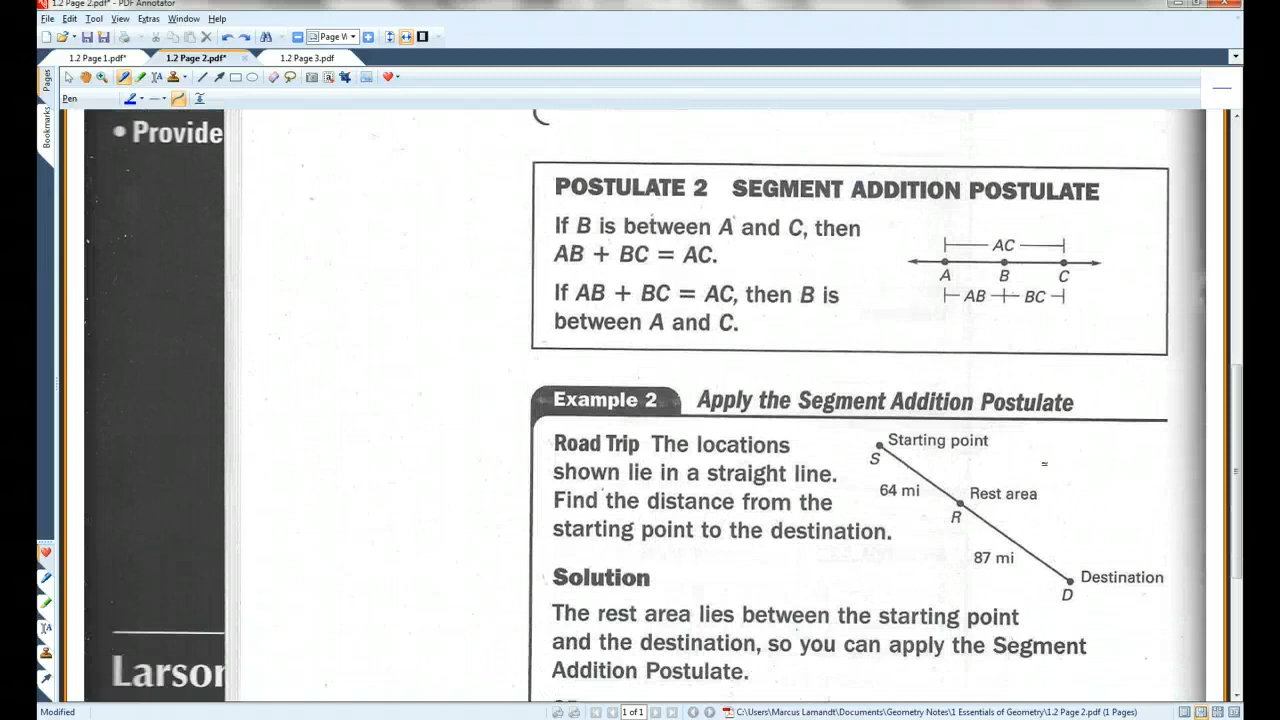 1.2 Page 2.pdf* - PDF Annotator
File Edit Tool View Extras Window Help
Page W
1.2 Page 1.pdf* 1.2 Page 2.pdf* 1.2 Page 3.pdf
Pen
Pages
Bookmarks
• Provide
POSTULATE 2 SEGMENT ADDITION POSTULATE
If B is between A and C, then
AB + BC = AC.
If AB + BC = AC, then B is
between A and C.
AC
A B C
AB BC
Example 2 Apply the Segment Addition Postulate
Road Trip The locations
shown lie in a straight line.
Find the distance from the
starting point to the destination.
Starting point
S
64 mi
Rest area
R
87 mi
Destination
D
Solution
The rest area lies between the starting point
and the destination, so you can apply the Segment
Addition Postulate.
Larson
Modified
1 of 1
C:\Users\Marcus Lamandt\Documents\Geometry Notes\1 Essentials of Geometry\1.2 Page 2.pdf (1 Pages)